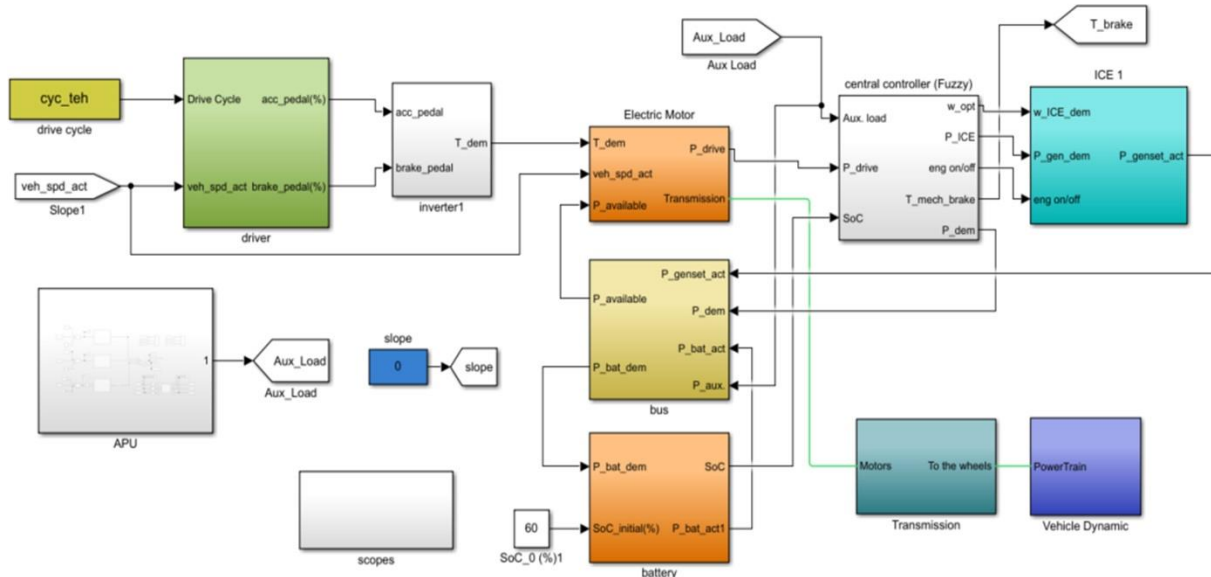 cyc_teh
drive cycle
veh_spd_act
Slope1
Drive Cycle
acc_pedal(%)
veh_spd_act
brake_pedal(%)
driver
acc_pedal
T_dem
brake_pedal
inverter1
Electric Motor
T_dem
P_drive
veh_spd_act
Transmission
P_available
Aux_Load
Aux Load
central controller (Fuzzy)
Aux. load
w_opt
P_ICE
P_drive
eng on/off
T_mech_brake
SoC
P_dem
T_brake
ICE 1
w_ICE_dem
P_gen_dem
P_genset_act
eng on/off
1
APU
Aux_Load
Aux_Load
slope
0
slope
P_genset_act
P_available
P_dem
P_bat_act
P_bat_dem
P_aux.
bus
scopes
60
SoC_0 (%)1
P_bat_dem
SoC
SoC_initial(%)
P_bat_act1
battery
Motors
To the wheels
Transmission
PowerTrain
Vehicle Dynamic